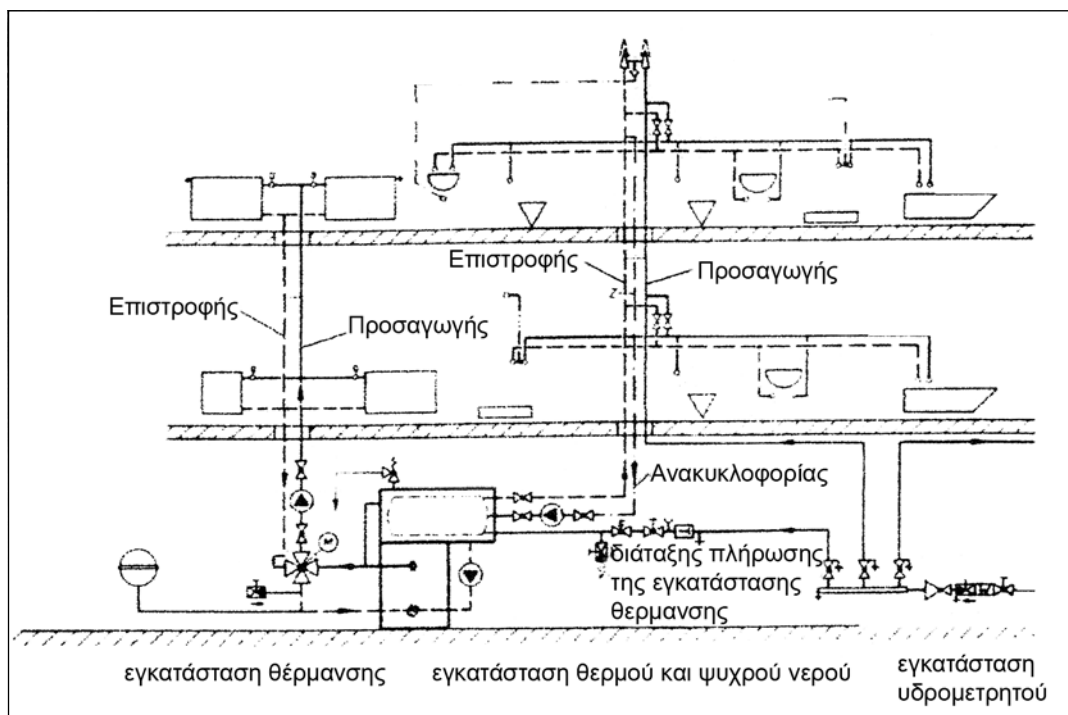 Επιστροφής
Προσαγωγής
Επιστροφής
Προσαγωγής
Z
Ανακυκλοφορίας
M
διάταξης πλήρωσης
της εγκατάστασης
θερμανσης
εγκατάσταση θέρμανσης
εγκατάσταση θερμού και ψυχρού νερού
εγκατάσταση
υδρομετρητού